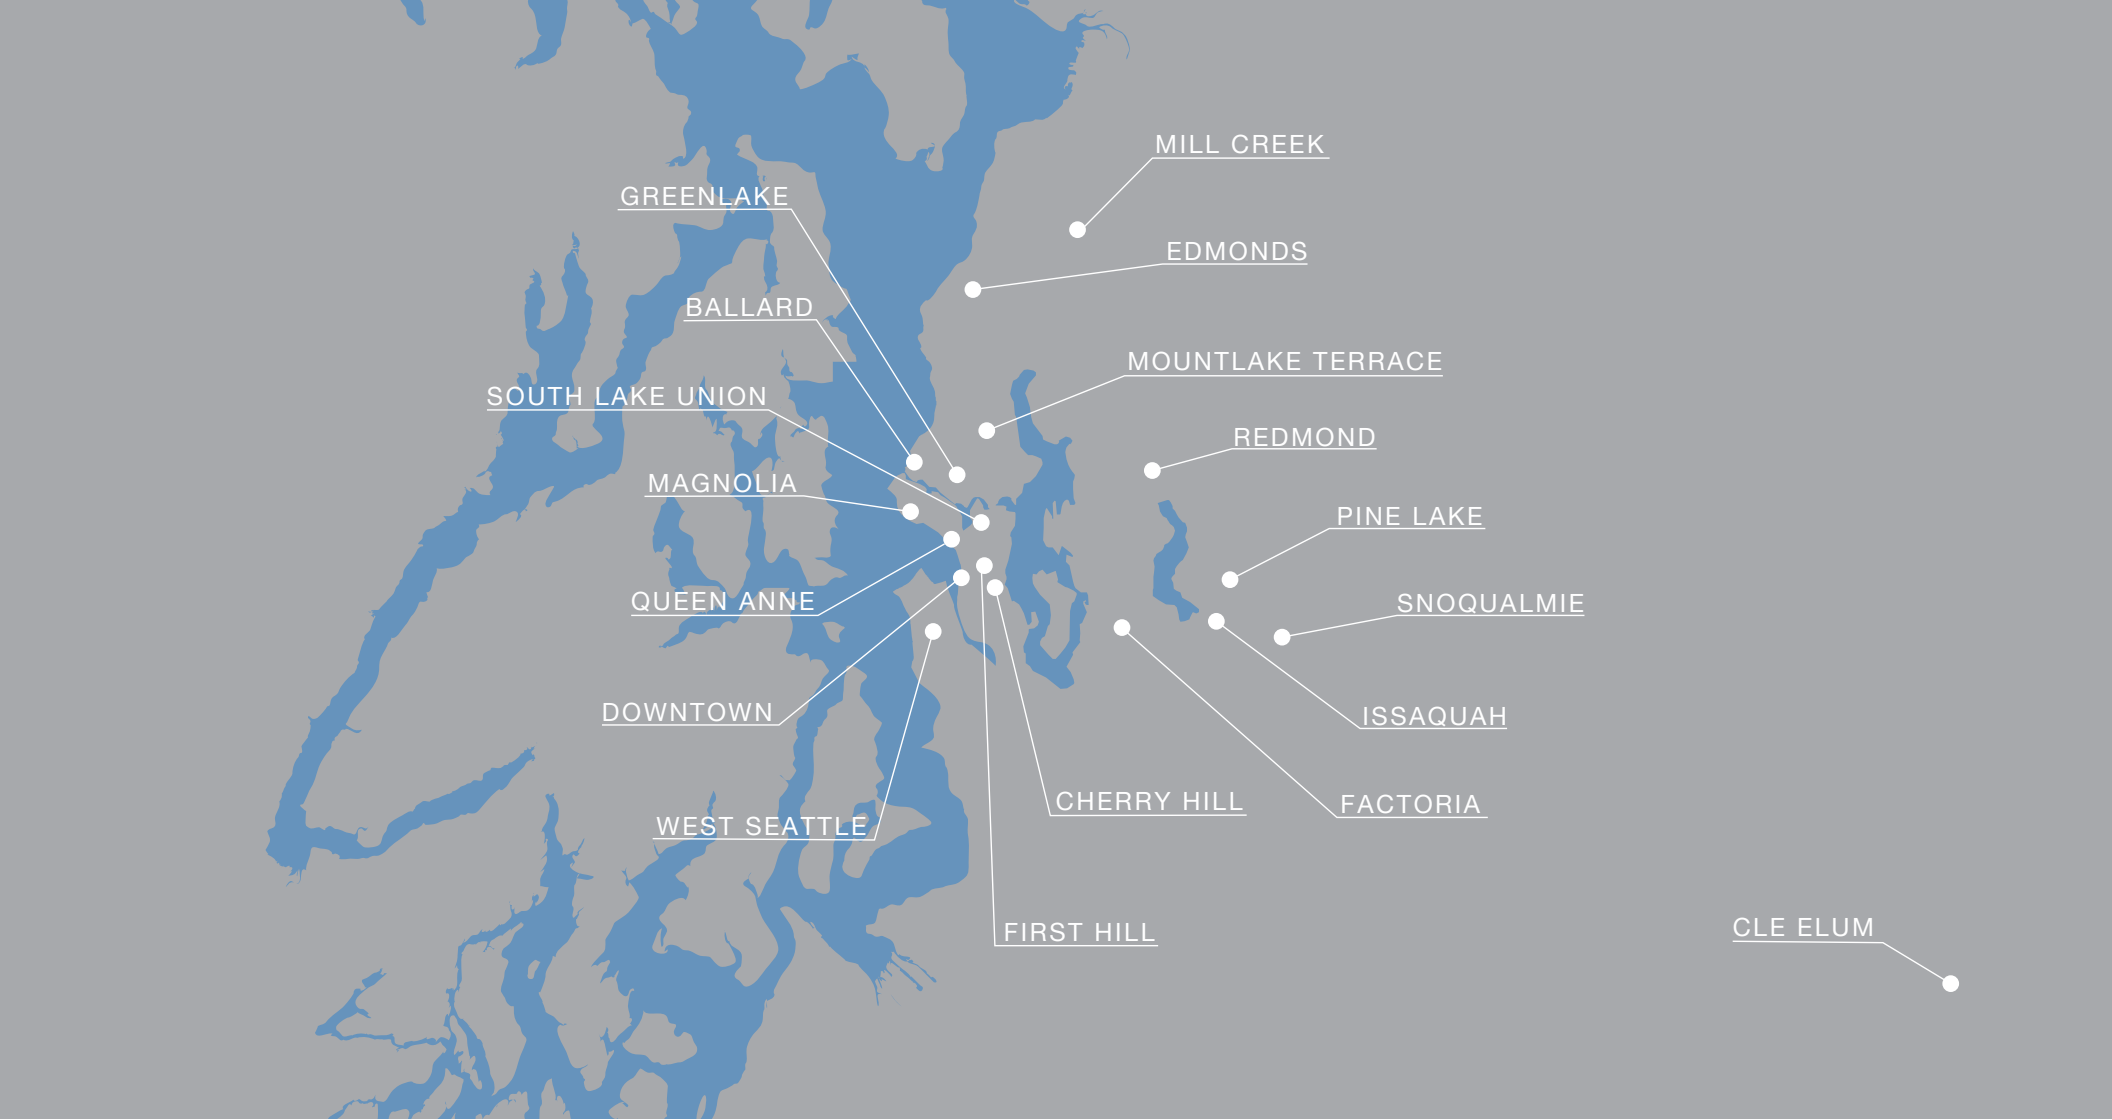 MILL CREEK
GREENLAKE
EDMONDS
BALLARD
MOUNTLAKE TERRACE
SOUTH LAKE UNION
REDMOND
MAGNOLIA
PINE LAKE
QUEEN ANNE
SNOQUALMIE
DOWNTOWN
ISSAQUAH
CHERRY HILL
FACTORIA
WEST SEATTLE
FIRST HILL
CLE ELUM